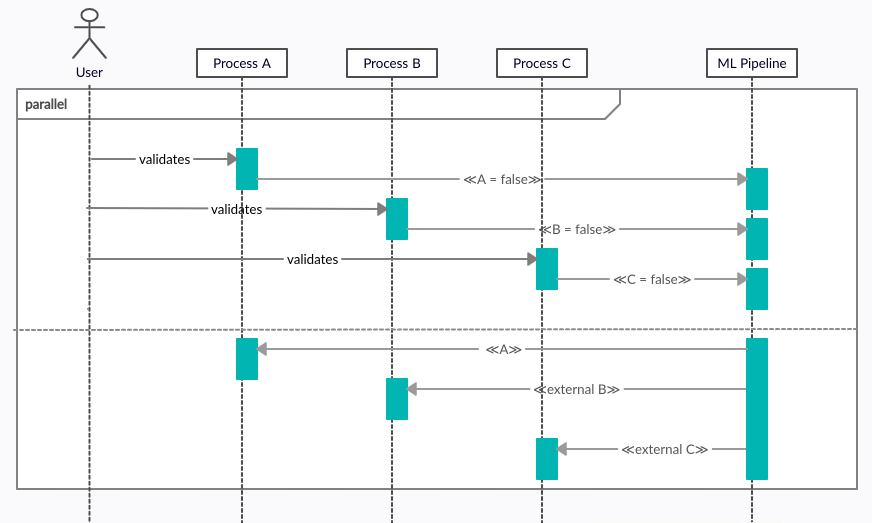 User
Process A
Process B
Process C
ML Pipeline
parallel
validates
≪A = false≫
validates
≪B = false≫
validates
≪C = false≫
≪A≫
≪external B≫
≪external C≫